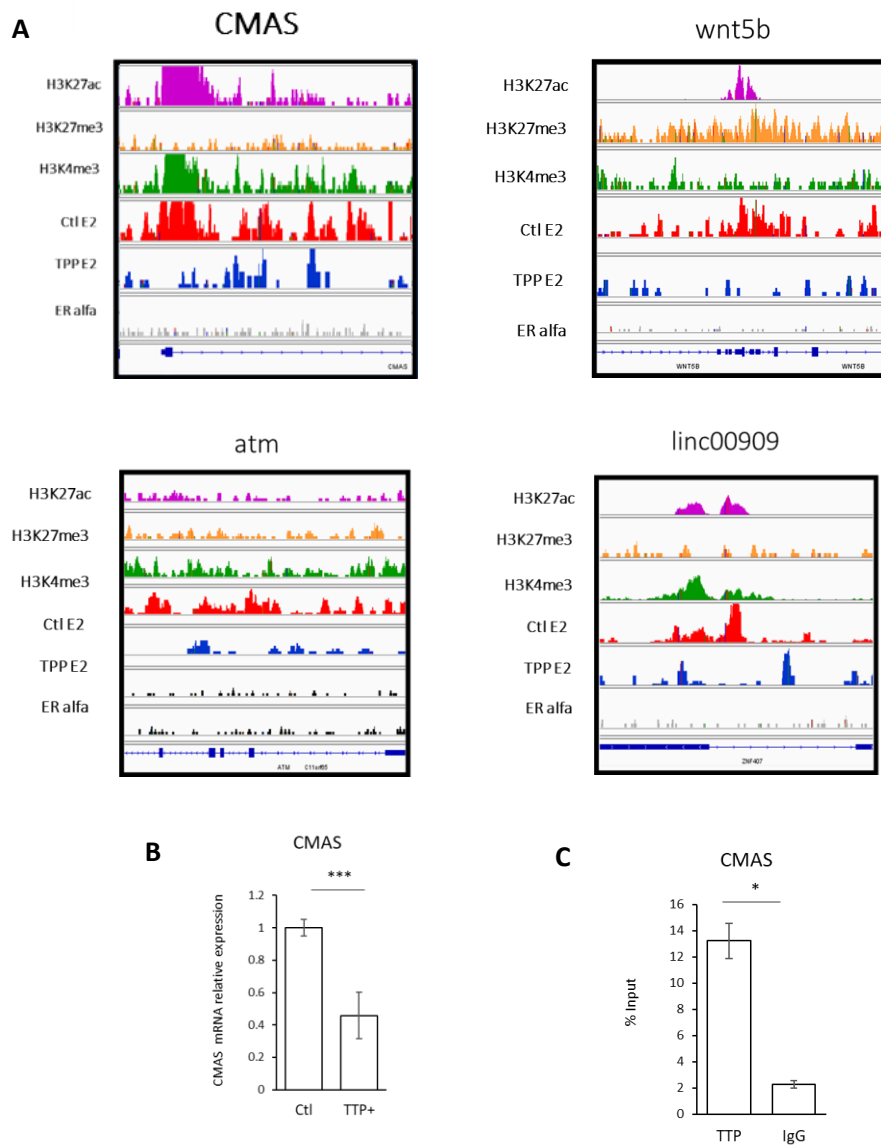 A
CMAS
H3K27ac
H3K27me3
H3K4me3
Ctl E2
TPP E2
ER alfa
CMAS
wnt5b
H3K27ac
H3K27me3
H3K4me3
Ctl E2
TPP E2
ER alfa
WNT5B WNT5B
atm
H3K27ac
H3K27me3
H3K4me3
Ctl E2
TPP E2
ER alfa
ATM C11orf65
linc00909
H3K27ac
H3K27me3
H3K4me3
Ctl E2
TPP E2
ER alfa
ZNF407
B
CMAS
***
CMAS mRNA relative expression
1.2
1
0.8
0.6
0.4
0.2
0
Ctl TTP+
C
CMAS
*
% Input
16
14
12
10
8
6
4
2
0
TTP IgG